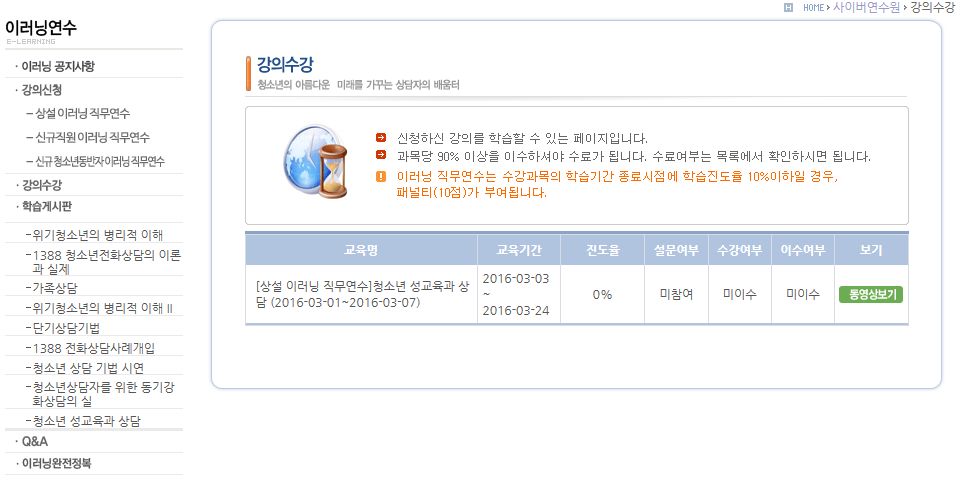 HOME > 사이버연수원 > 강의수강
이러닝연수
E-LEARNING
· 이러닝 공지사항
· 강의신청
- 상설 이러닝 직무연수
- 신규직원 이러닝 직무연수
- 신규 청소년동반자 이러닝 직무연수
· 강의수강
· 학습게시판
-위기청소년의 병리적 이해
-1388 청소년전화상담의 이론
과 실제
-가족상담
-위기청소년의 병리적 이해 II
-단기상담기법
-1388 전화상담사례개입
-청소년 상담 기법 시연
-청소년상담자를 위한 동기강
화상담의 실
-청소년 성교육과 상담
· Q&A
· 이러닝완전정복
강의수강
청소년의 아름다운 미래를 가꾸는 상담자의 배움터
신청하신 강의를 학습할 수 있는 페이지입니다.
과목당 90% 이상을 이수하셔야 수료가 됩니다. 수료여부는 목록에서 확인하시면 됩니다.
이러닝 직무연수는 수강과목의 학습기간 종료시점에 학습진도율 10%이하일 경우,
패널티(10점)가 부여됩니다.
교육명 교육기간 진도율 설문여부 수강여부 이수여부 보기
[상설 이러닝 직무연수]청소년 성교육과 상
담 (2016-03-01~2016-03-07)
2016-03-03
~
2016-03-24
0% 미참여 미이수 미이수 동영상보기